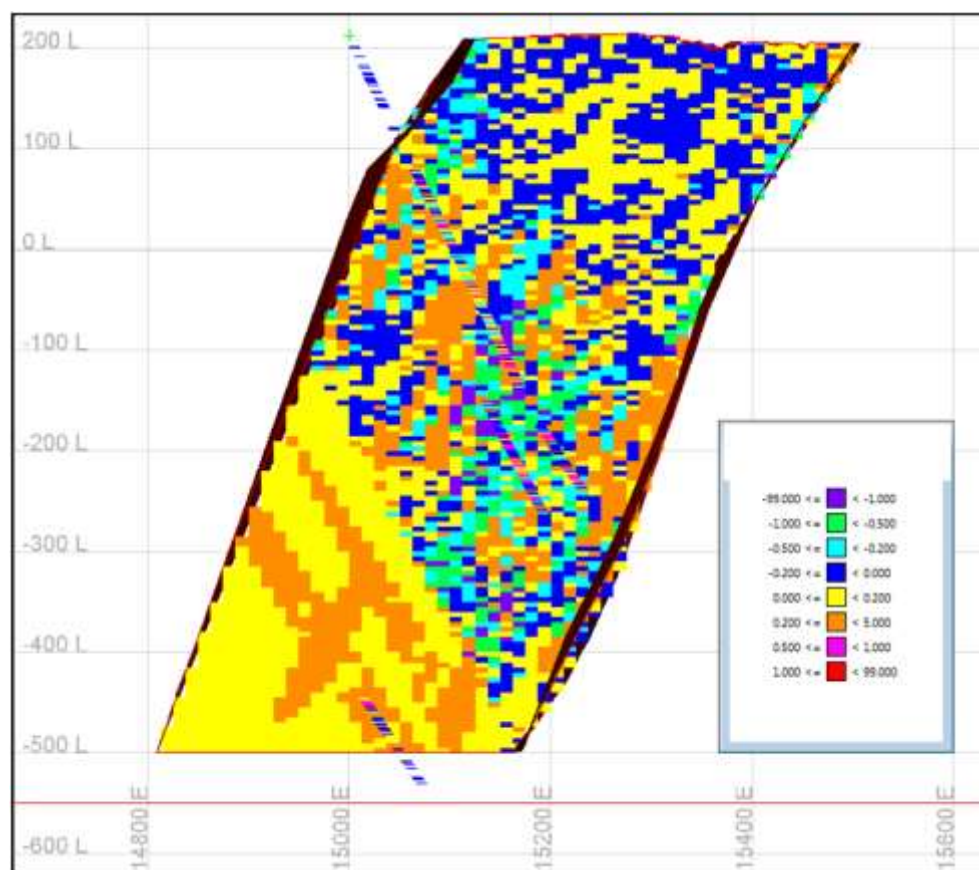 200 L
100 L
0 L
-100 L
-200 L
-300 L
-400 L
-500 L
-600 L
14800 E
15000 E
15200 E
15400 E
15600 E
-99.000 <= < -1.000
-1.000 <= < -0.500
-0.500 <= < -0.200
-0.200 <= < 0.000
0.000 <= < 0.200
0.200 <= < 5.000
0.500 <= < 1.000
1.000 <= < 99.000